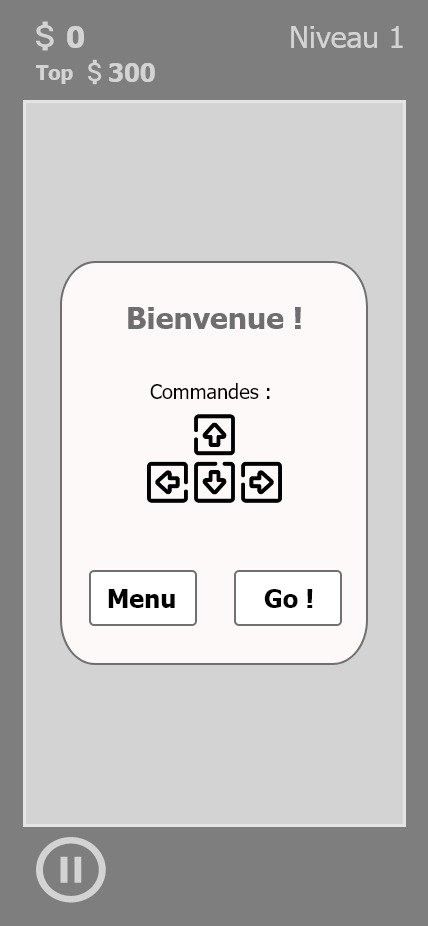 $ 0
Niveau 1
Top $ 300
Bienvenue !
Commandes :
Menu
Go !